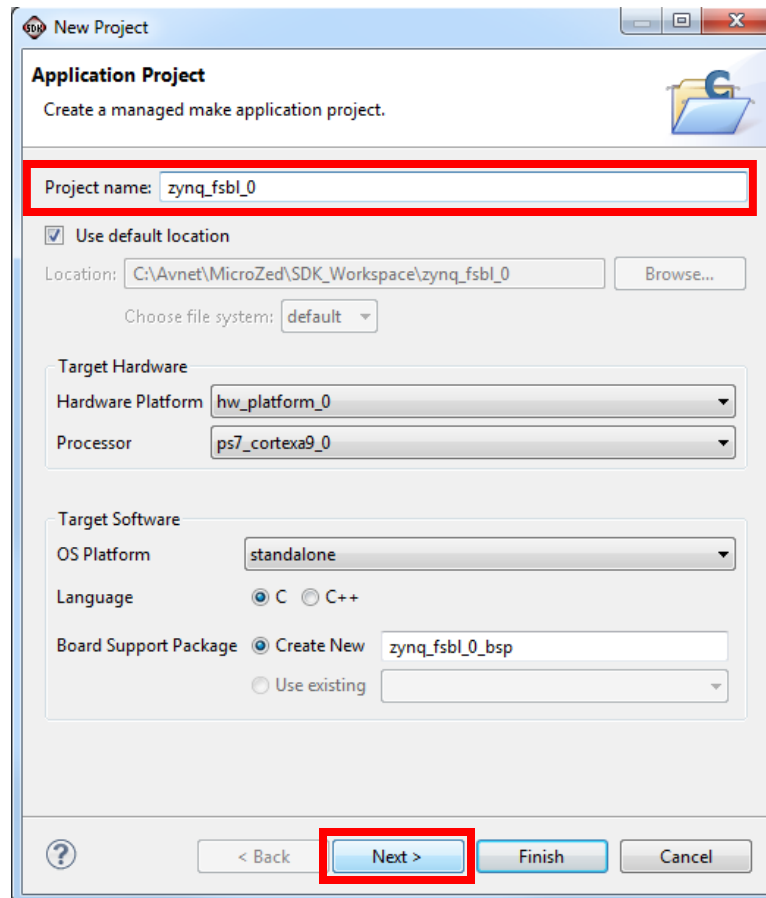 SDK New Project
Application Project
Create a managed make application project.
C
Project name: zynq_fsbl_0
Use default location
Location: C:\Avnet\MicroZed\SDK_Workspace\zynq_fsbl_0 Browse...
Choose file system: default
Target Hardware
Hardware Platform hw_platform_0
Processor ps7_cortexa9_0
Target Software
OS Platform standalone
Language C C++
Board Support Package Create New zynq_fsbl_0_bsp
Use existing
? < Back Next > Finish Cancel